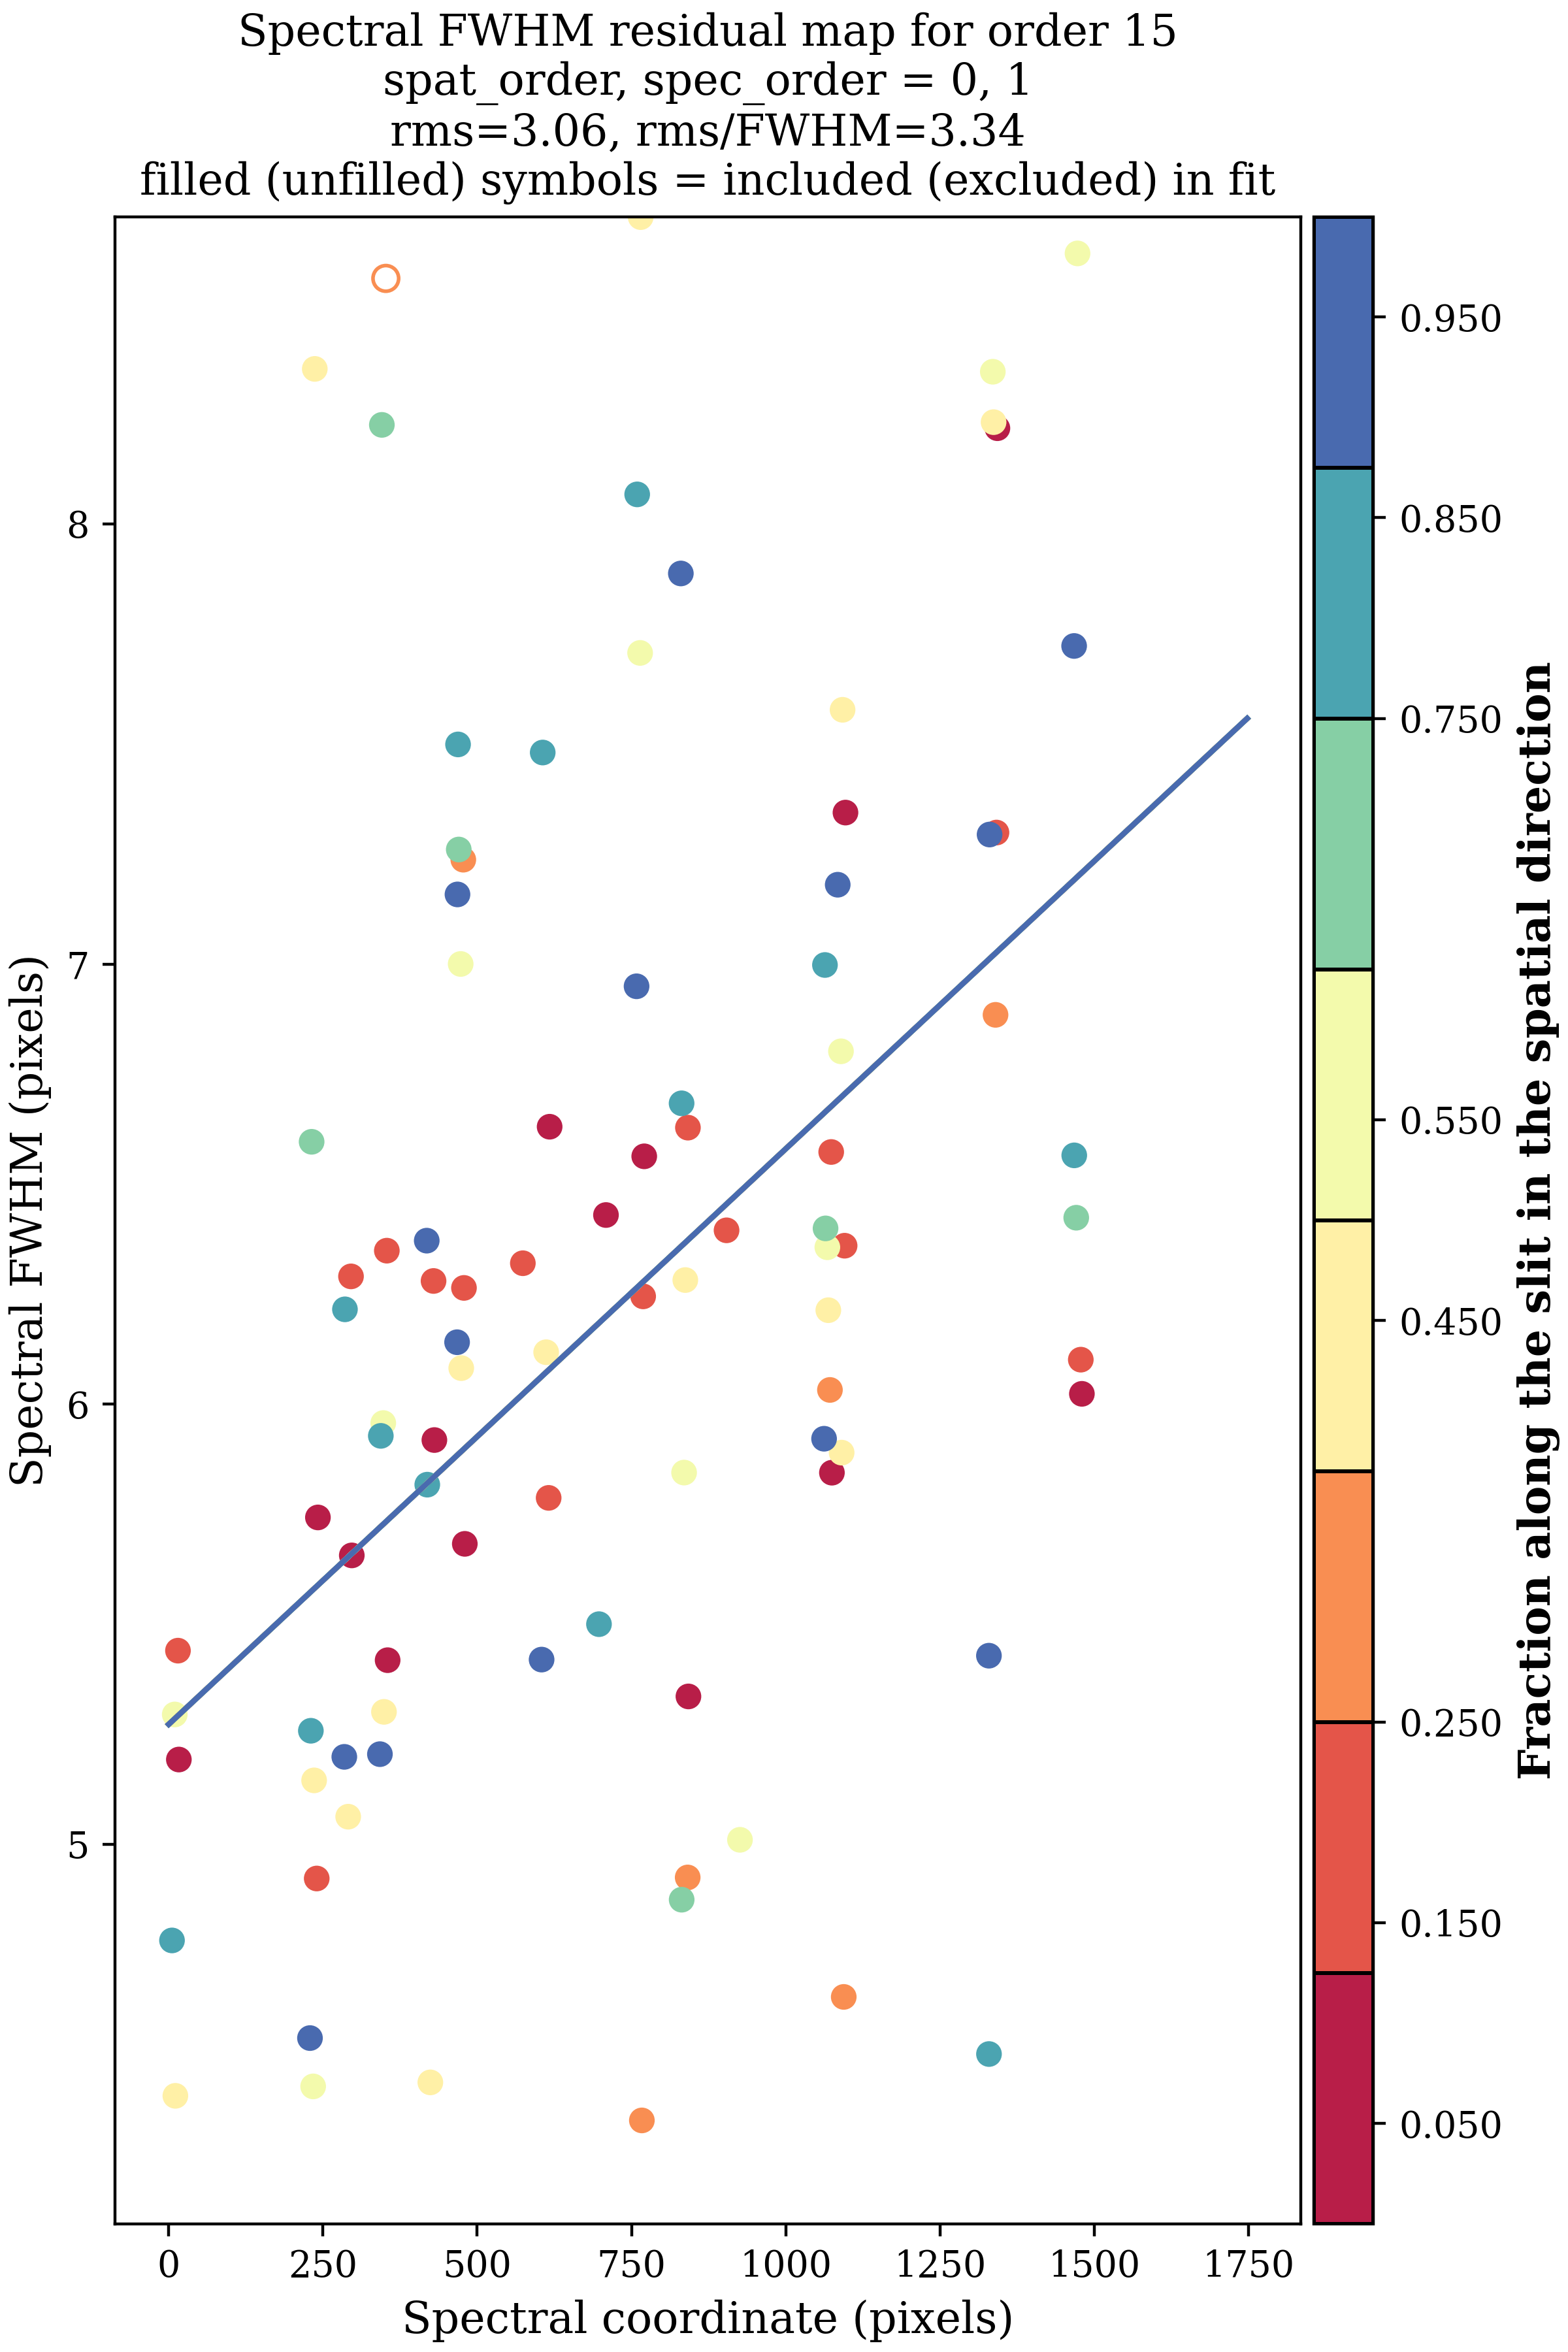 Spectral FWHM residual map for order 15
spat_order, spec_order = 0, 1
rms=3.06, rms/FWHM=3.34
filled (unfilled) symbols = included (excluded) in fit
8
7
6
5
Spectral FWHM (pixels)
0 250 500 750 1000 1250 1500 1750
Spectral coordinate (pixels)
0.950
0.850
0.750
0.550
0.450
0.250
0.150
0.050
Fraction along the slit in the spatial direction